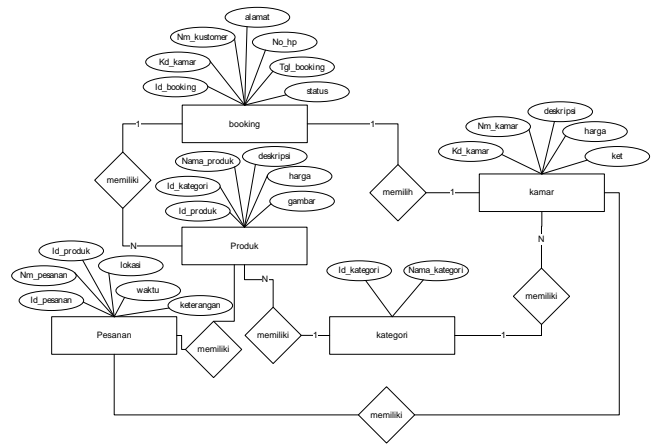 alamat
Nm_kustomer
No_hp
Kd_kamar
Tgl_booking
Id_booking
status
booking
1
1
memiliki
memilih
1
N
Nama_produk
deskripsi
Id_kategori
harga
Id_produk
gambar
Produk
deskripsi
Nm_kamar
harga
Kd_kamar
ket
kamar
Id_produk
lokasi
Nm_pesanan
waktu
Id_pesanan
keterangan
Pesanan
memiliki
N
memiliki
1
Id_kategori
Nama_kategori
kategori
1
N
memiliki
memiliki